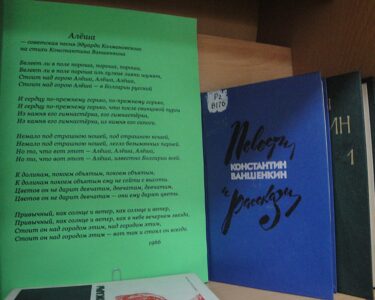 Алёша
— советская песня Эдуарда Колмановского
на стихи Константина Ваншенкина
Белеет ли в поле пороша, пороша, пороша,
Белеет ли в поле пороша иль гулкие ливни шумят,
Стоит над горою Алёша, Алёша, Алёша,
Стоит над горою Алёша — в Болгарии русский
И сердцу по-прежнему горько, по-прежнему горько,
И сердцу по-прежнему горько, что после свинцовой пурги
Из камня его гимнастёрка, его гимнастёрка,
Из камня его гимнастёрка, из камня его сапоги.
Немало под страшною ношей, под страшною ношей,
Немало под страшною ношей, легло безымянных парней.
Но то, что вот этот — Алёша, Алёша, Алёша,
Но то, что вот этот — Алёша, известно Болгарии всей.
К долинам, покоем объятым, покоем объятым,
К долинам покоем объятым ему не сойти с высоты.
Цветов он не дарит девчатам, девчатам, девчатам,
Цветов он не дарит девчатам — они ему дарят цветы.
Привычный, как солнце и ветер, как солнце и ветер,
Привычный, как солнце и ветер, как в небе вечернем звезда.
Стоит он над городом этим, над городом этим,
Стоит он над городом этим — вот так и стоял он всегда.
1966
Р2
В176
Повести
КОНСТАНТИН
ВАНШЕНКИН
и рассказы